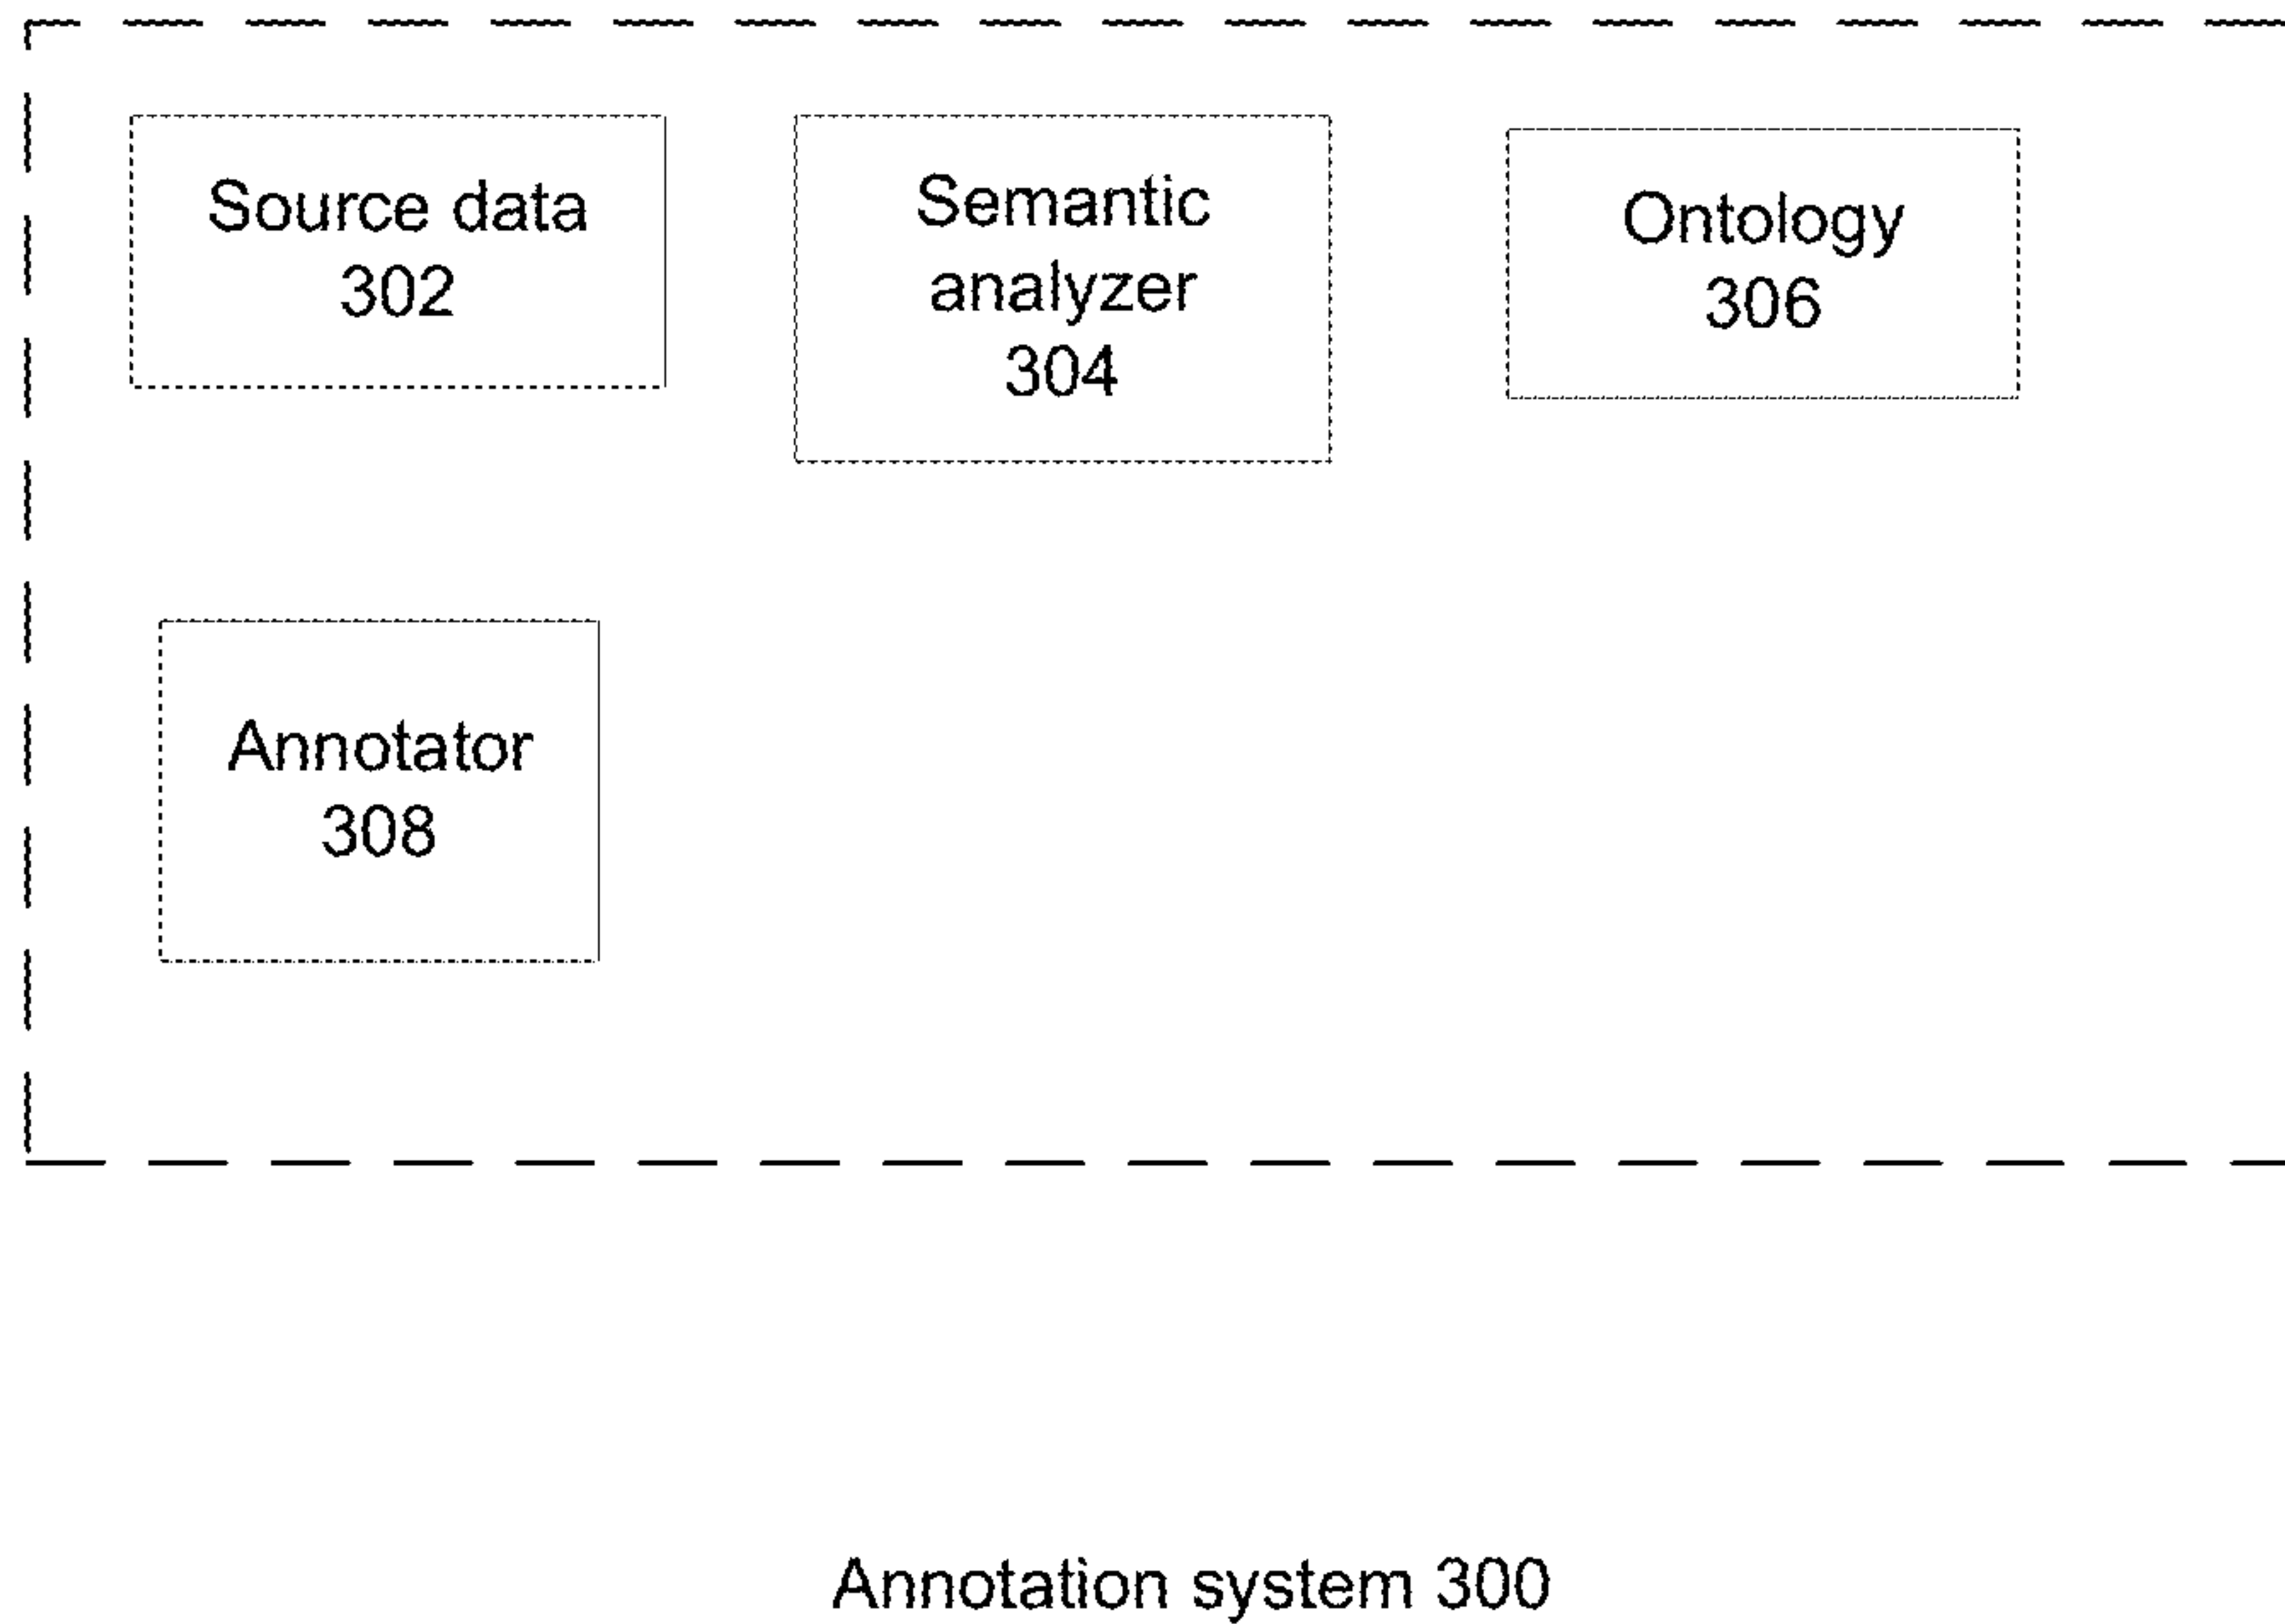 Source data
302
Semantic
analyzer
304
Ontology
306
Annotator
308
Annotation system 300